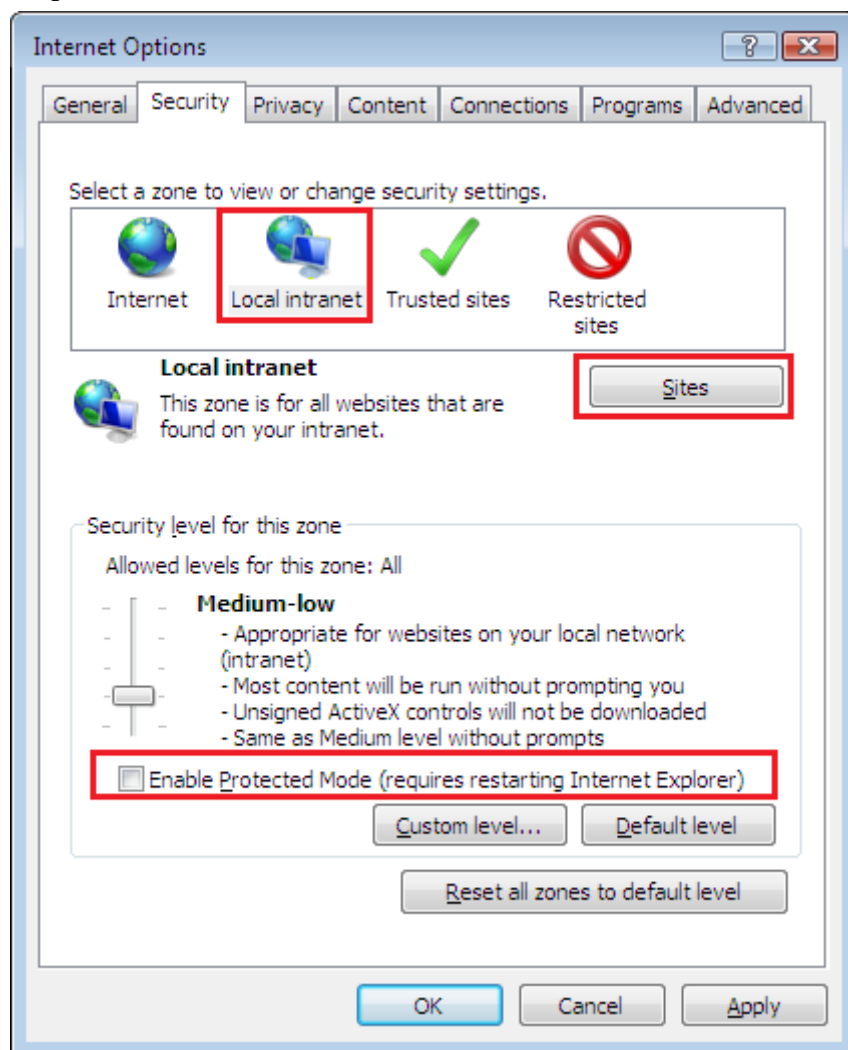 Internet Options
General Security Privacy Content Connections Programs Advanced
Select a zone to view or change security settings.
Internet Local intranet Trusted sites Restricted
sites
Local intranet
Sites
This zone is for all websites that are
found on your intranet.
Security level for this zone
Allowed levels for this zone: All
Medium-low
- Appropriate for websites on your local network
(intranet)
- Most content will be run without prompting you
- Unsigned ActiveX controls will not be downloaded
- Same as Medium level without prompts
Enable Protected Mode (requires restarting Internet Explorer)
Custom level... Default level
Reset all zones to default level
OK Cancel Apply